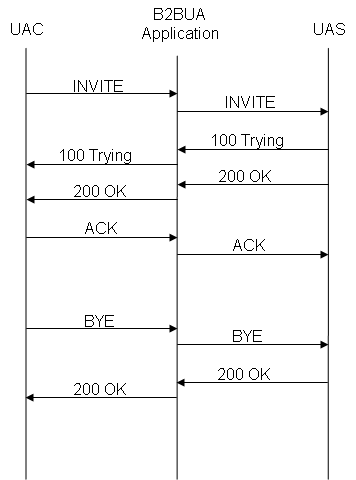 UAC
B2BUA
Application
UAS
INVITE
INVITE
100 Trying
100 Trying
200 OK
200 OK
ACK
ACK
BYE
BYE
200 OK
200 OK